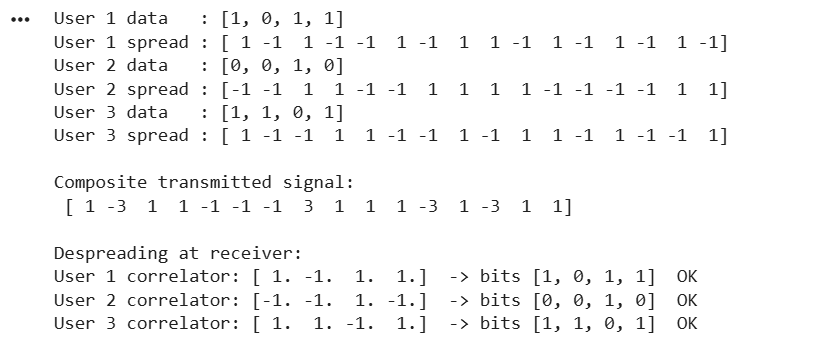 ••• User 1 data   : [1, 0, 1, 1]
User 1 spread : [ 1 -1  1 -1 -1  1 -1  1  1 -1  1 -1  1 -1  1 -1]
User 2 data   : [0, 0, 1, 0]
User 2 spread : [-1 -1  1  1 -1 -1  1  1  1  1 -1 -1 -1 -1  1  1]
User 3 data   : [1, 1, 0, 1]
User 3 spread : [ 1 -1 -1  1  1 -1 -1  1 -1  1  1 -1  1 -1 -1  1]

Composite transmitted signal:
 [ 1 -3  1  1 -1 -1 -1  3  1  1  1 -3  1 -3  1  1]

Despreading at receiver:
User 1 correlator: [ 1. -1.  1.  1.]  -> bits [1, 0, 1, 1]  OK
User 2 correlator: [-1. -1.  1. -1.]  -> bits [0, 0, 1, 0]  OK
User 3 correlator: [ 1.  1. -1.  1.]  -> bits [1, 1, 0, 1]  OK